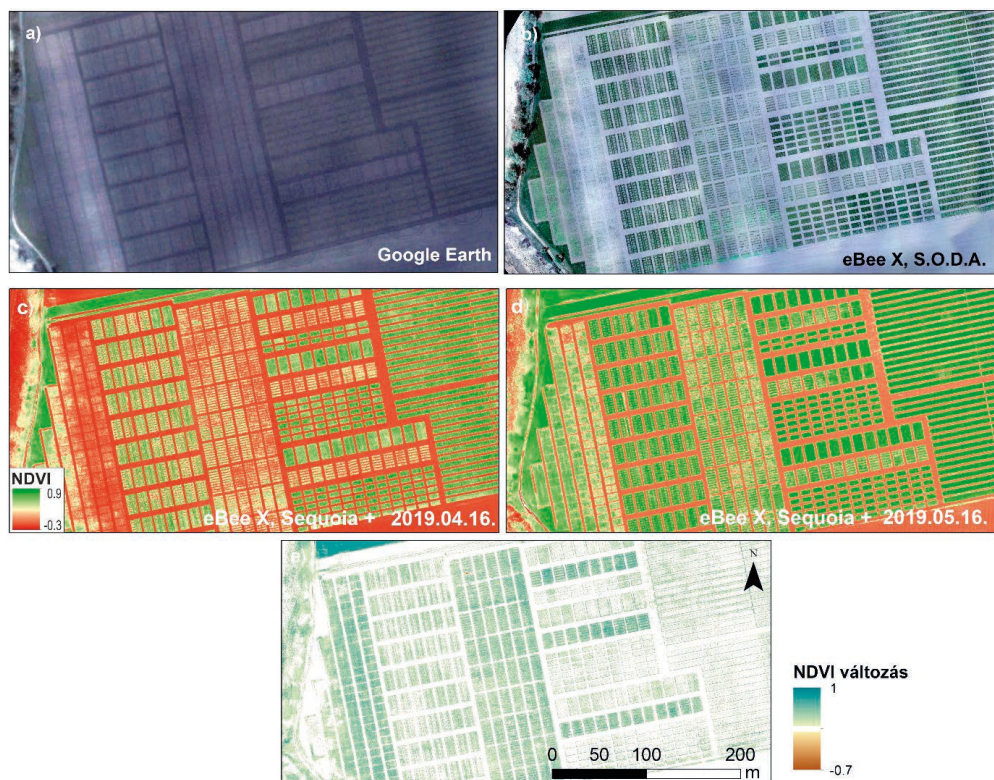 a)
Google Earth
b)
eBee X, S.O.D.A.
c)
NDVI
0.9
-0.3
eBee X, Sequoia + 2019.04.16.
d)
eBee X, Sequoia + 2019.05.16.
e)
N
0 50 100 200
m
NDVI változás
1
-0.7